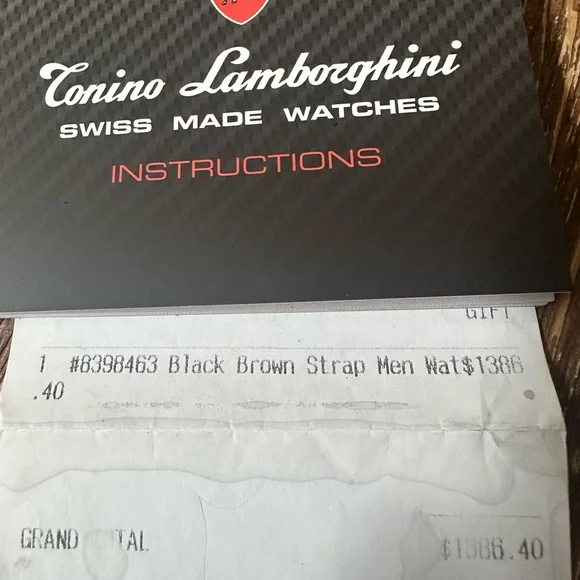 Tonino Lamborghini
SWISS MADE WATCHES
INSTRUCTIONS
GIFT
1 #8398463 Black Brown Strap Men Wat$1386
.40
GRAND TAL
$1386.40